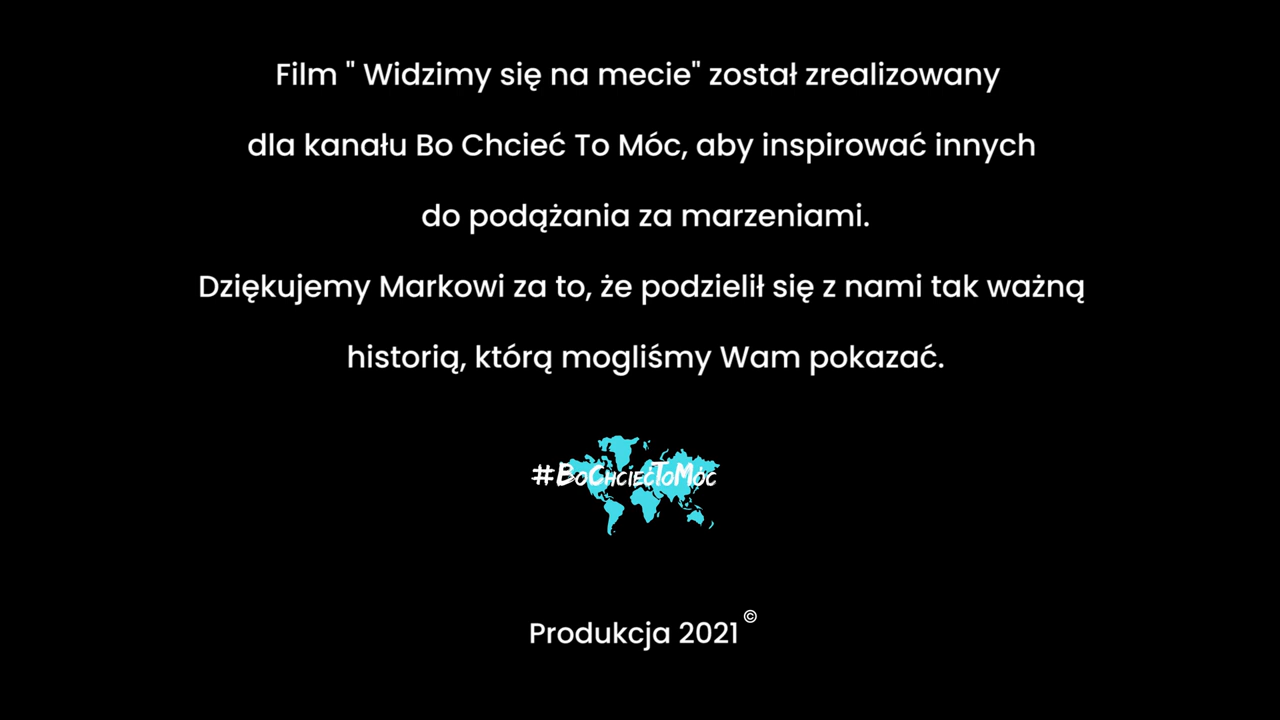 Film " Widzimy się na mecie" został zrealizowany
dla kanału Bo Chcieć To Móc, aby inspirować innych
do podążania za marzeniami.
Dziękujemy Markowi za to, że podzielił się z nami tak ważną
historią, którą mogliśmy Wam pokazać.
#BoChciećToMóc
Produkcja 2021 ©